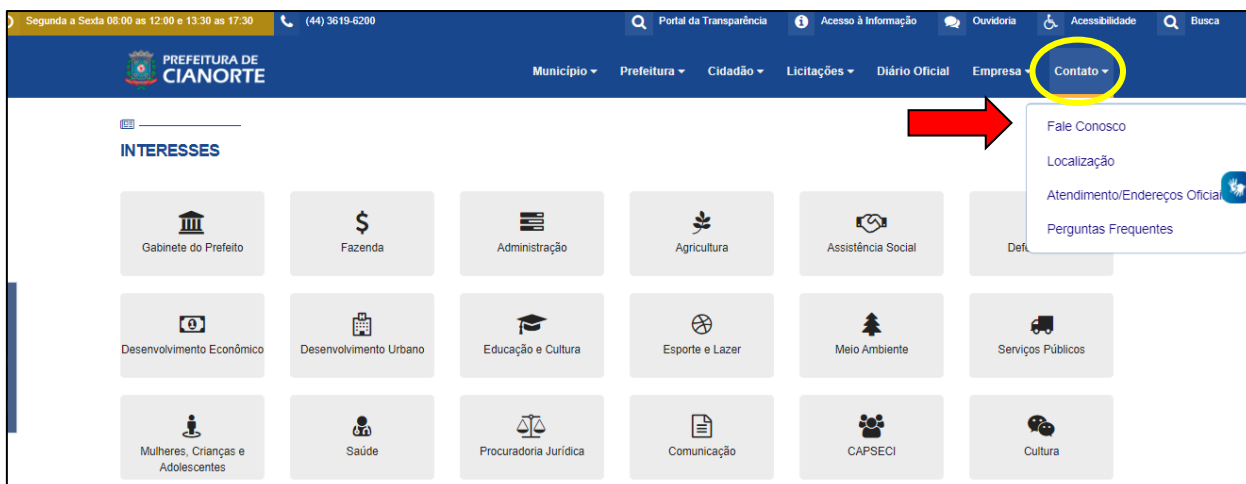 Segunda a Sexta 08:00 as 12:00 e 13:30 as 17:30 (44) 3619-6200 Portal da Transparência Acesso à Informação Ouvidoria Acessibilidade Busca
PREFEITURA DE
CIANORTE
Município Prefeitura Cidadão Licitações Diário Oficial Empresa Contato
Fale Conosco
Localização
Atendimento/Endereços Oficiai
Perguntas Frequentes
INTERESSES
Gabinete do Prefeito Fazenda Administração Agricultura Assistência Social
Desenvolvimento Econômico Desenvolvimento Urbano Educação e Cultura Esporte e Lazer Meio Ambiente Serviços Públicos
Mulheres, Crianças e Adolescentes Saúde Procuradoria Jurídica Comunicação CAPSECI Cultura